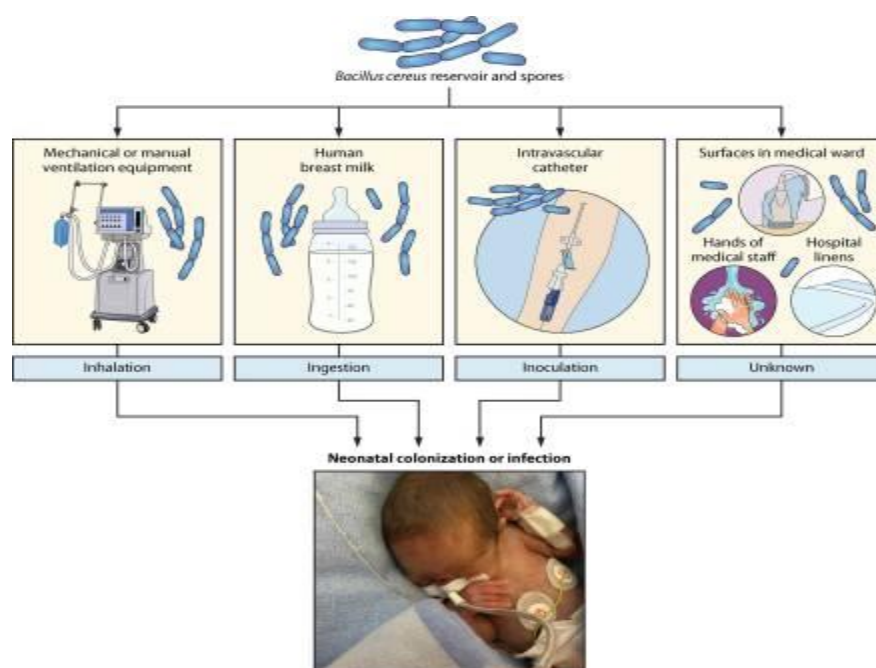 Bacillus cereus reservoir and spores
Mechanical or manual
ventilation equipment
Human
breast milk
Intravascular
catheter
Surfaces in medical ward
Hands of
medical staff
Hospital
linens
Inhalation
Ingestion
Inoculation
Unknown
Neonatal colonization or infection